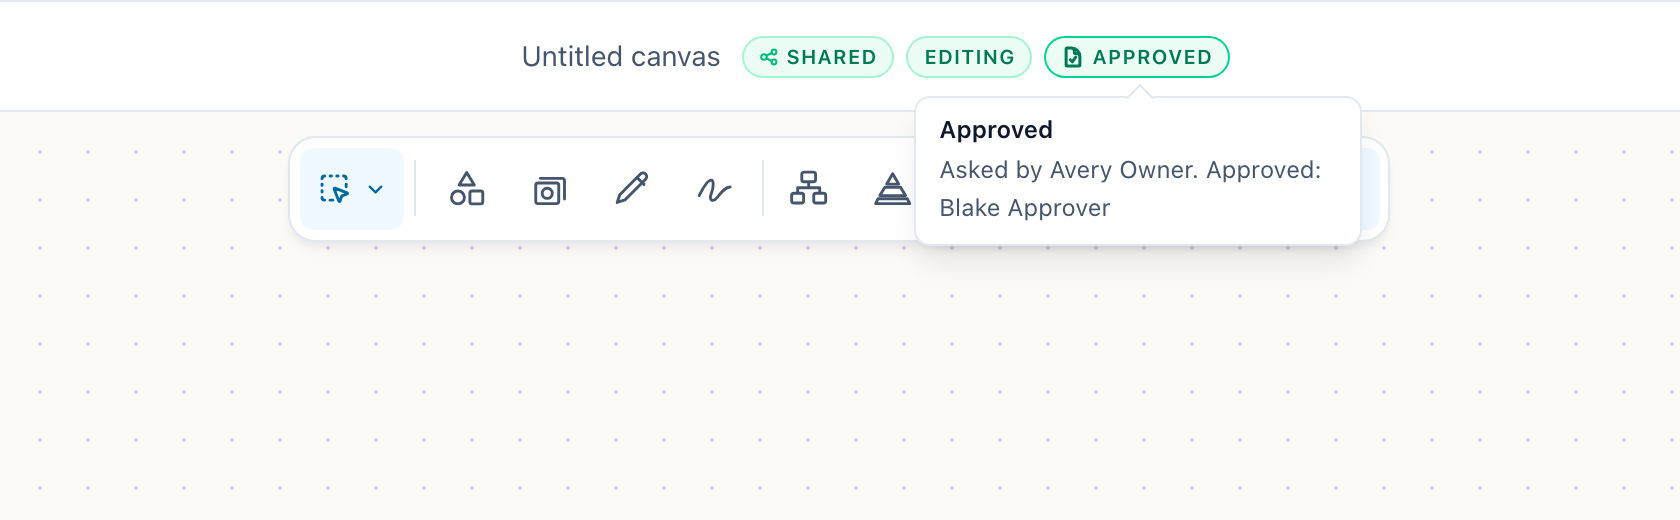 Untitled canvas SHARED EDITING APPROVED
Approved
Asked by Avery Owner. Approved:
Blake Approver